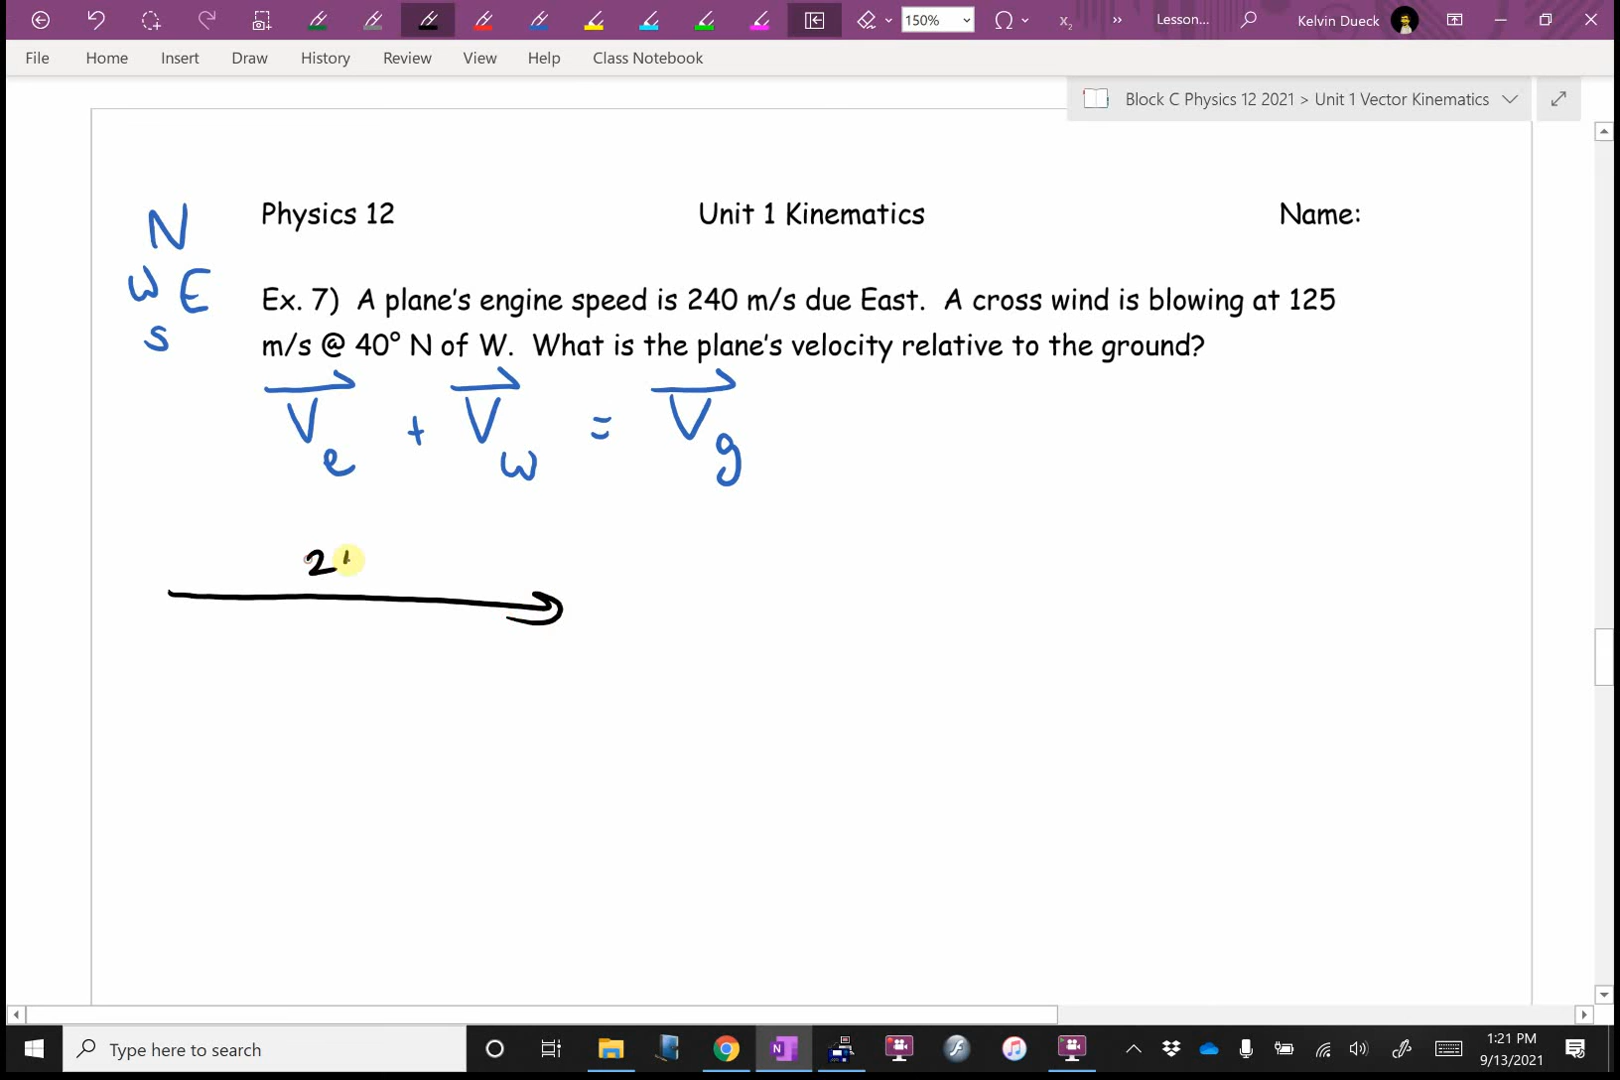 150%
Ω
x₂
››
Lesson...
Kelvin Dueck
File
Home
Insert
Draw
History
Review
View
Help
Class Notebook
Block C Physics 12 2021 > Unit 1 Vector Kinematics
N
W E
S
Physics 12
Unit 1 Kinematics
Name:
Ex. 7) A plane's engine speed is 240 m/s due East. A cross wind is blowing at 125
m/s @ 40° N of W. What is the plane's velocity relative to the ground?
V e + V w = V g
2
Type here to search
1:21 PM
9/13/2021